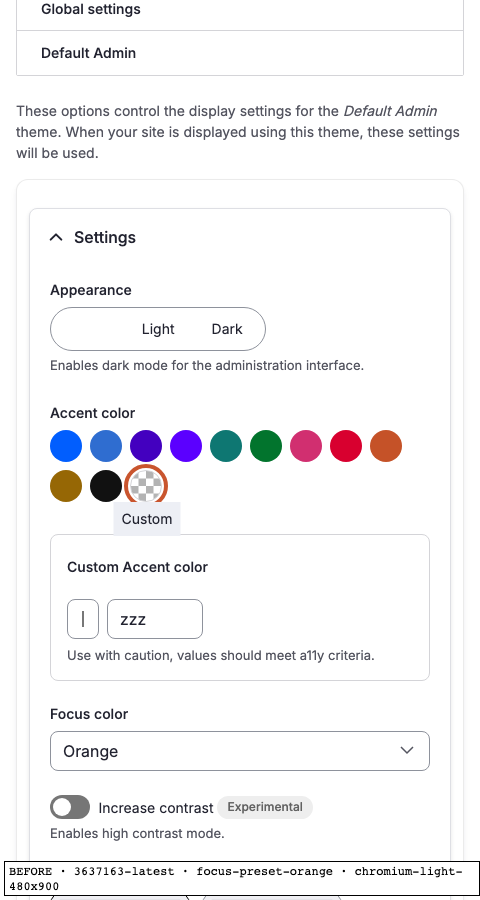 Global settings
Default Admin
These options control the display settings for the Default Admin
theme. When your site is displayed using this theme, these settings
will be used.
Settings
Appearance
Light Dark
Enables dark mode for the administration interface.
Accent color
Custom
Custom Accent color
zzz
Use with caution, values should meet a11y criteria.
Focus color
Orange
Increase contrast Experimental
Enables high contrast mode.
BEFORE · 3637163-latest · focus-preset-orange · chromium-light-
480x900